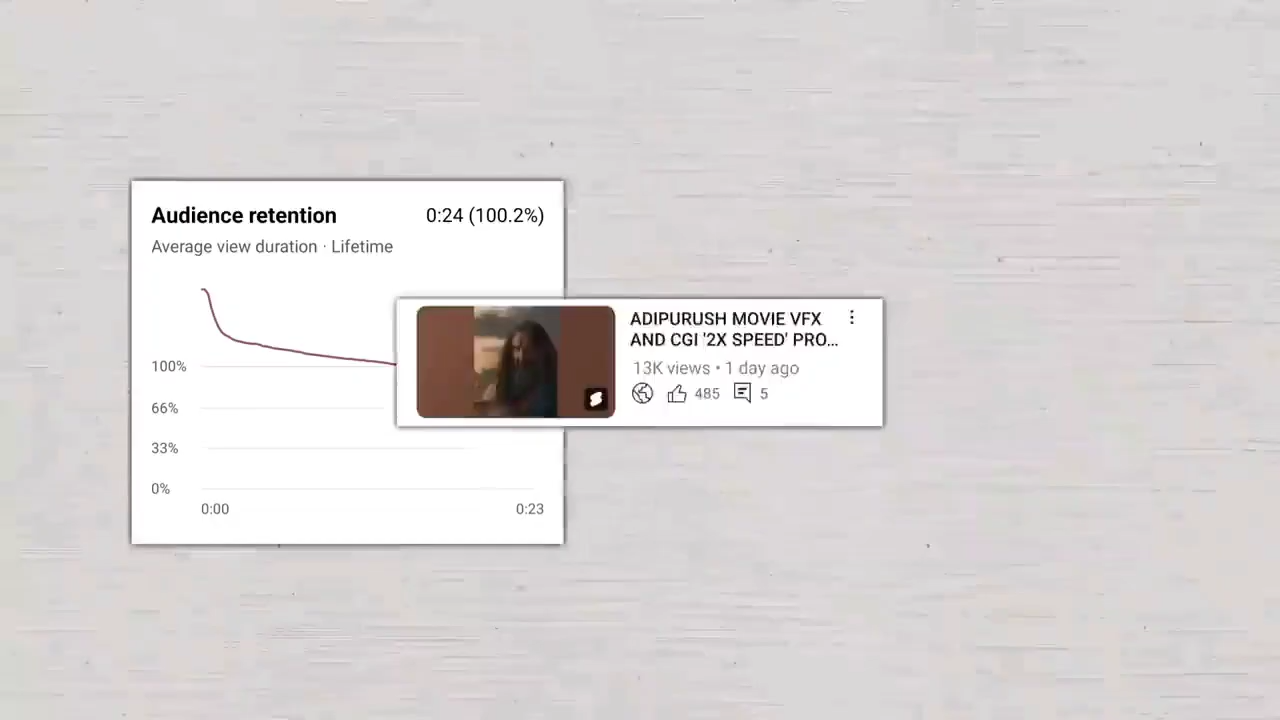 Audience retention
0:24 (100.2%)
Average view duration · Lifetime
100%
66%
33%
0%
0:00
0:23
ADIPURUSH MOVIE VFX
AND CGI '2X SPEED' PRO...
13K views • 1 day ago
485
5